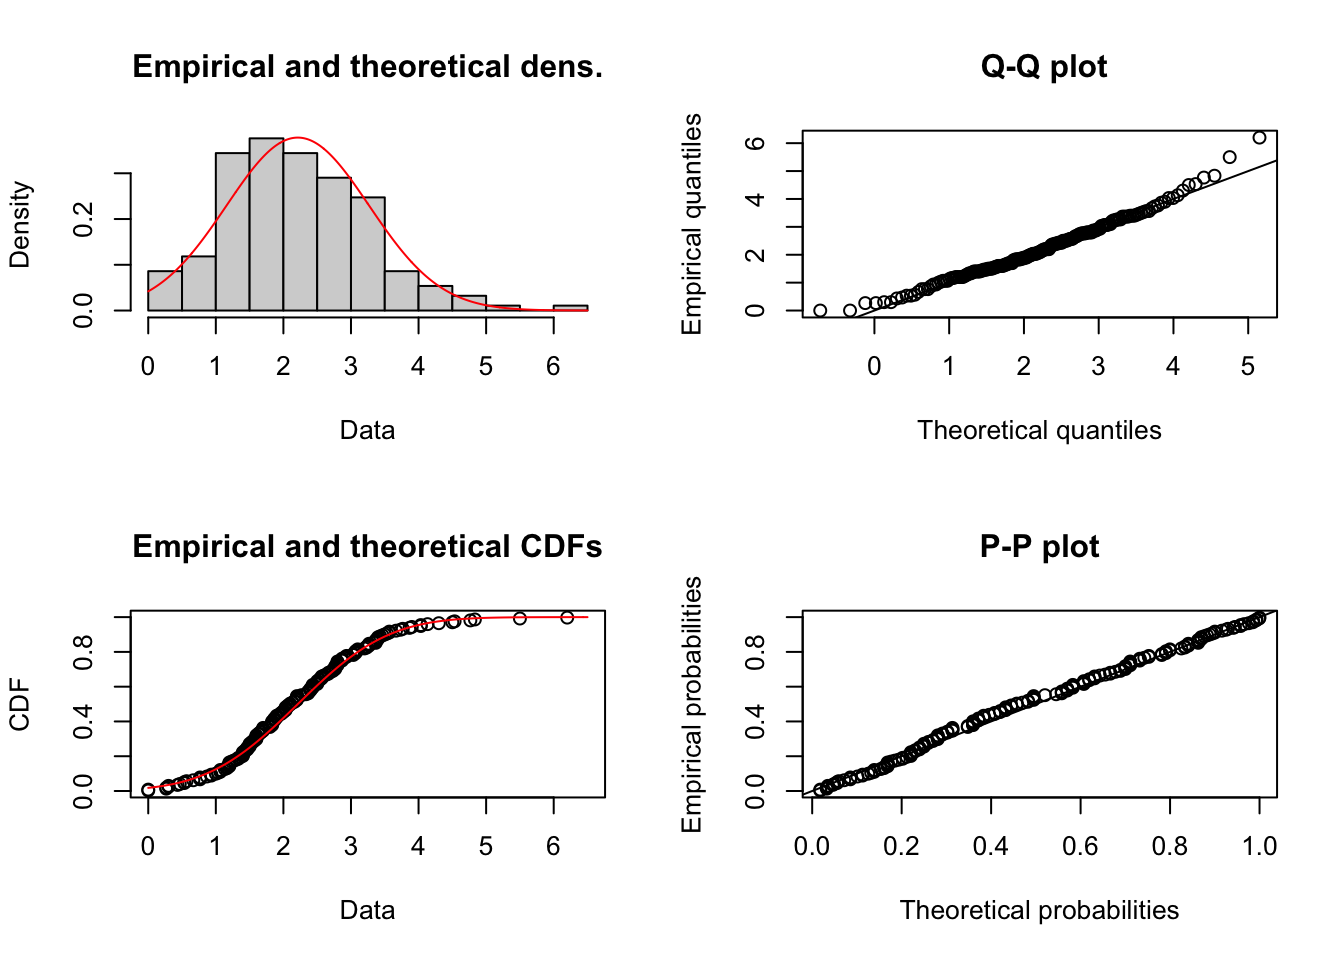 Empirical and theoretical dens.
Density
0.0 0.2
0 1 2 3 4 5 6
Data
Q-Q plot
Empirical quantiles
0 2 4 6
0 1 2 3 4 5
Theoretical quantiles
Empirical and theoretical CDFs
CDF
0.0 0.4 0.8
0 1 2 3 4 5 6
Data
P-P plot
Empirical probabilities
0.0 0.4 0.8
0.0 0.2 0.4 0.6 0.8 1.0
Theoretical probabilities